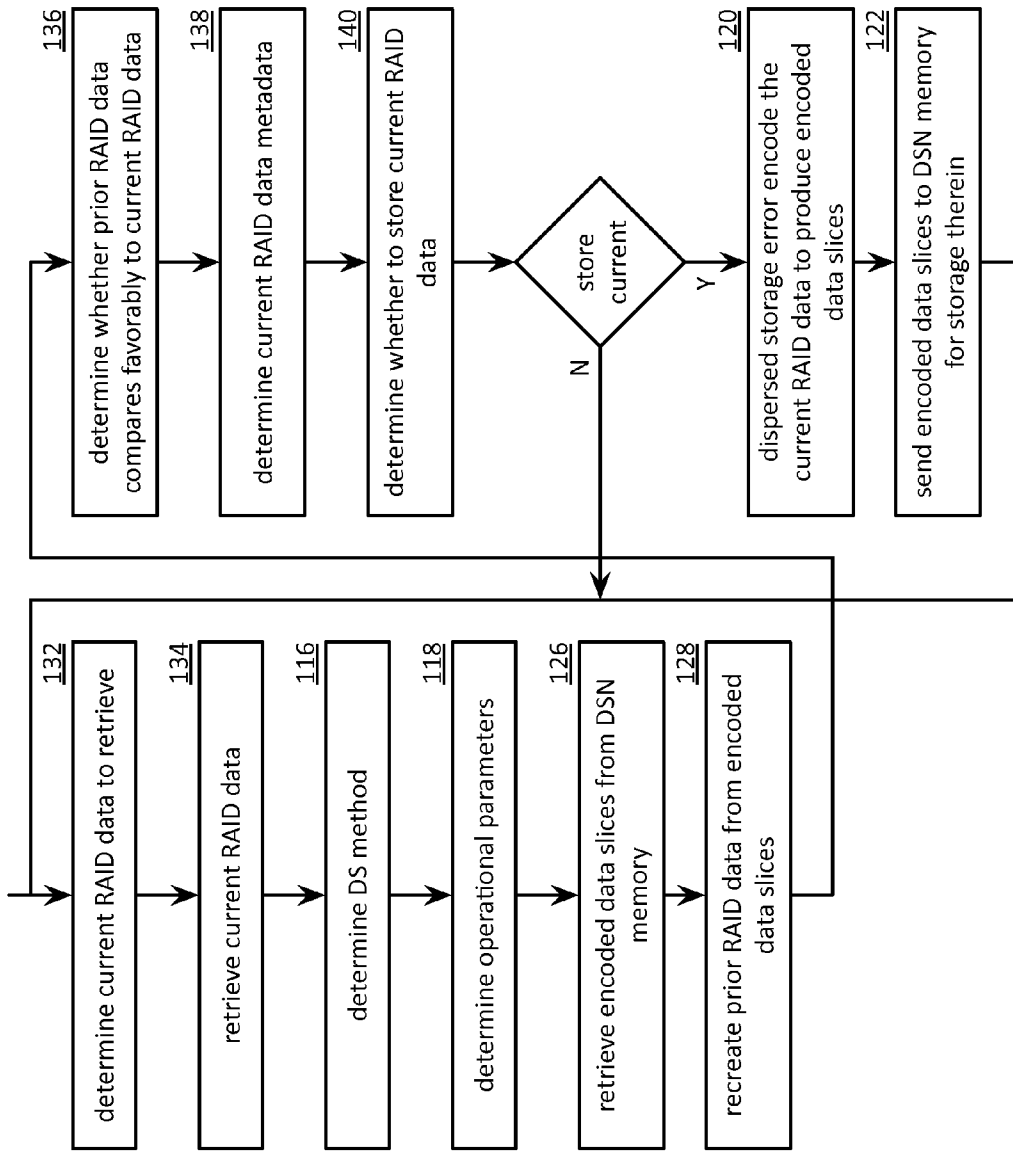 132
determine current RAID data to retrieve
134
retrieve current RAID data
116
determine DS method
118
determine operational parameters
126
retrieve encoded data slices from DSN
memory
128
recreate prior RAID data from encoded
data slices
136
determine whether prior RAID data
compares favorably to current RAID data
138
determine current RAID data metadata
140
determine whether to store current RAID
data
store
current
N
Y
120
dispersed storage error encode the
current RAID data to produce encoded
data slices
122
send encoded data slices to DSN memory
for storage therein